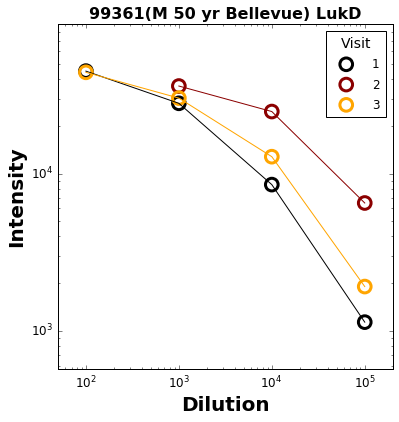 99361(M 50 yr Bellevue) LukD
Visit
1
2
3
Intensity
10⁴
10³
10² 10³ 10⁴ 10⁵
Dilution